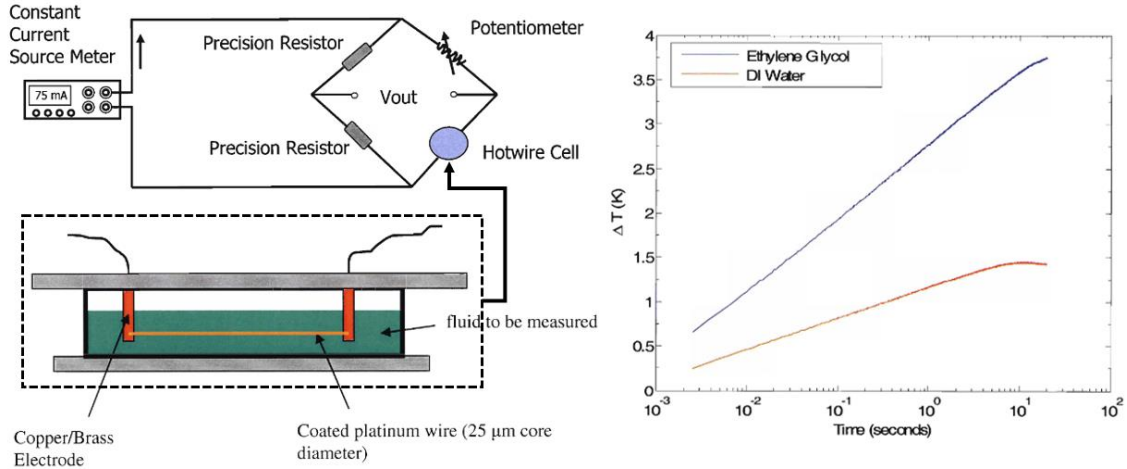 Constant
Current
Source Meter
75 mA
Precision Resistor
Potentiometer
Vout
Precision Resistor
Hotwire Cell
fluid to be measured
Copper/Brass
Electrode
Coated platinum wire (25 μm core
diameter)
Ethylene Glycol
DI Water
4
3.5
3
2.5
2
1.5
1
0.5
0
Δ T (K)
10⁻³
10⁻²
10⁻¹
10⁰
10¹
10²
Time (seconds)